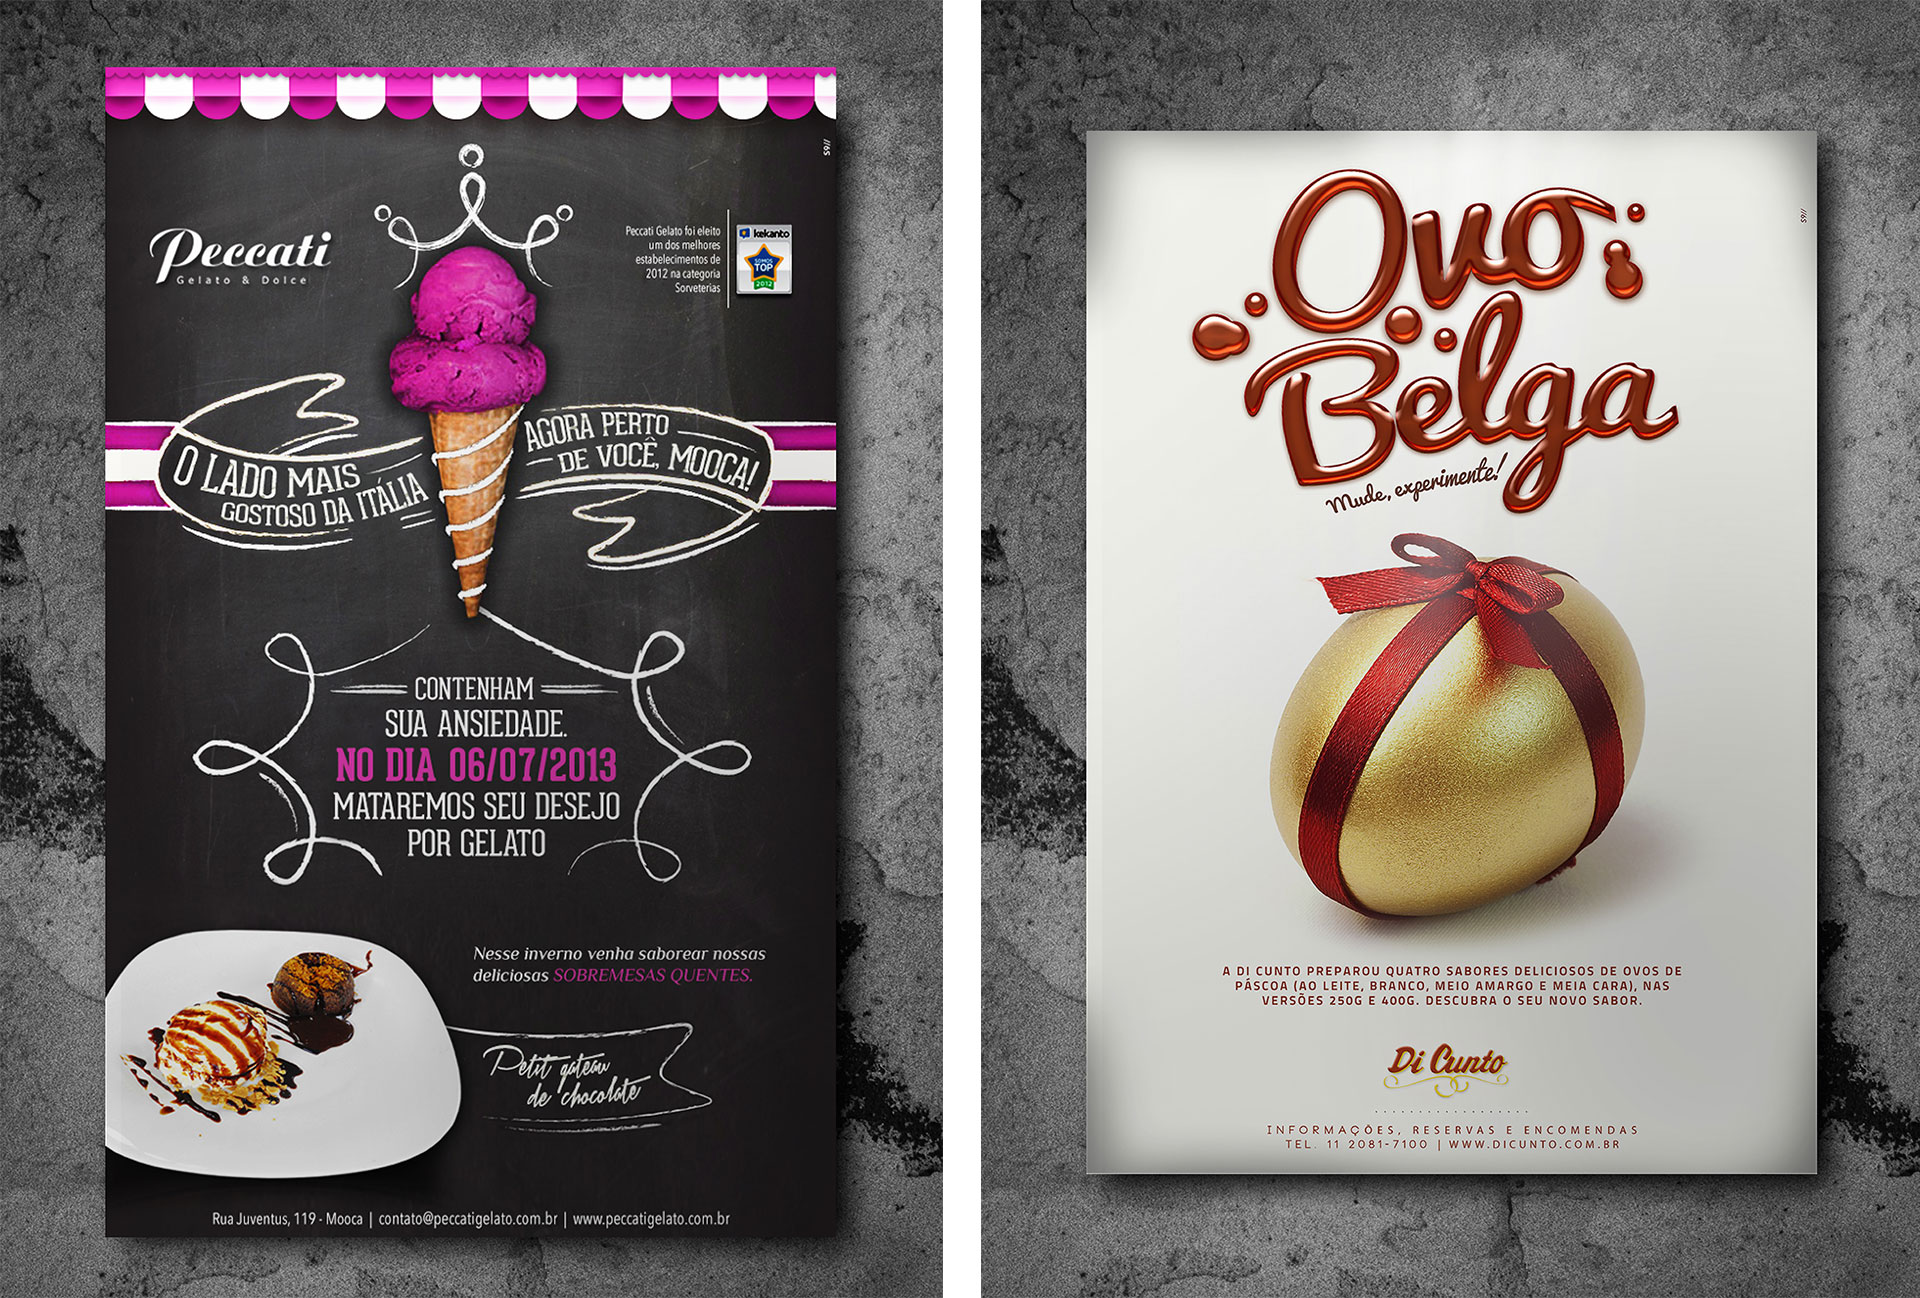 S9//
Peccati
Gelato & Dolce
Peccati Gelato foi eleito
um dos melhores
estabelecimentos de
2012 na categoria
Sorveterias
kekanto
SOMOS
TOP
2012
O LADO MAIS
GOSTOSO DA ITÁLIA
AGORA PERTO
DE VOCÊ, MOOCA!
CONTENHAM
SUA ANSIEDADE.
NO DIA 06/07/2013
MATAREMOS SEU DESEJO
POR GELATO
Nesse inverno venha saborear nossas
deliciosas SOBREMESAS QUENTES.
Petit gateau
de chocolate
Rua Juventus, 119 - Mooca | contato@peccatigelato.com.br | www.peccatigelato.com.br
S9//
Ovo
Belga
Mude, experimente!
A DI CUNTO PREPAROU QUATRO SABORES DELICIOSOS DE OVOS DE
PÁSCOA (AO LEITE, BRANCO, MEIO AMARGO E MEIA CARA), NAS
VERSÕES 250G E 400G. DESCUBRA O SEU NOVO SABOR.
Di Cunto
INFORMAÇÕES, RESERVAS E ENCOMENDAS
TEL. 11 2081-7100 | WWW.DICUNTO.COM.BR